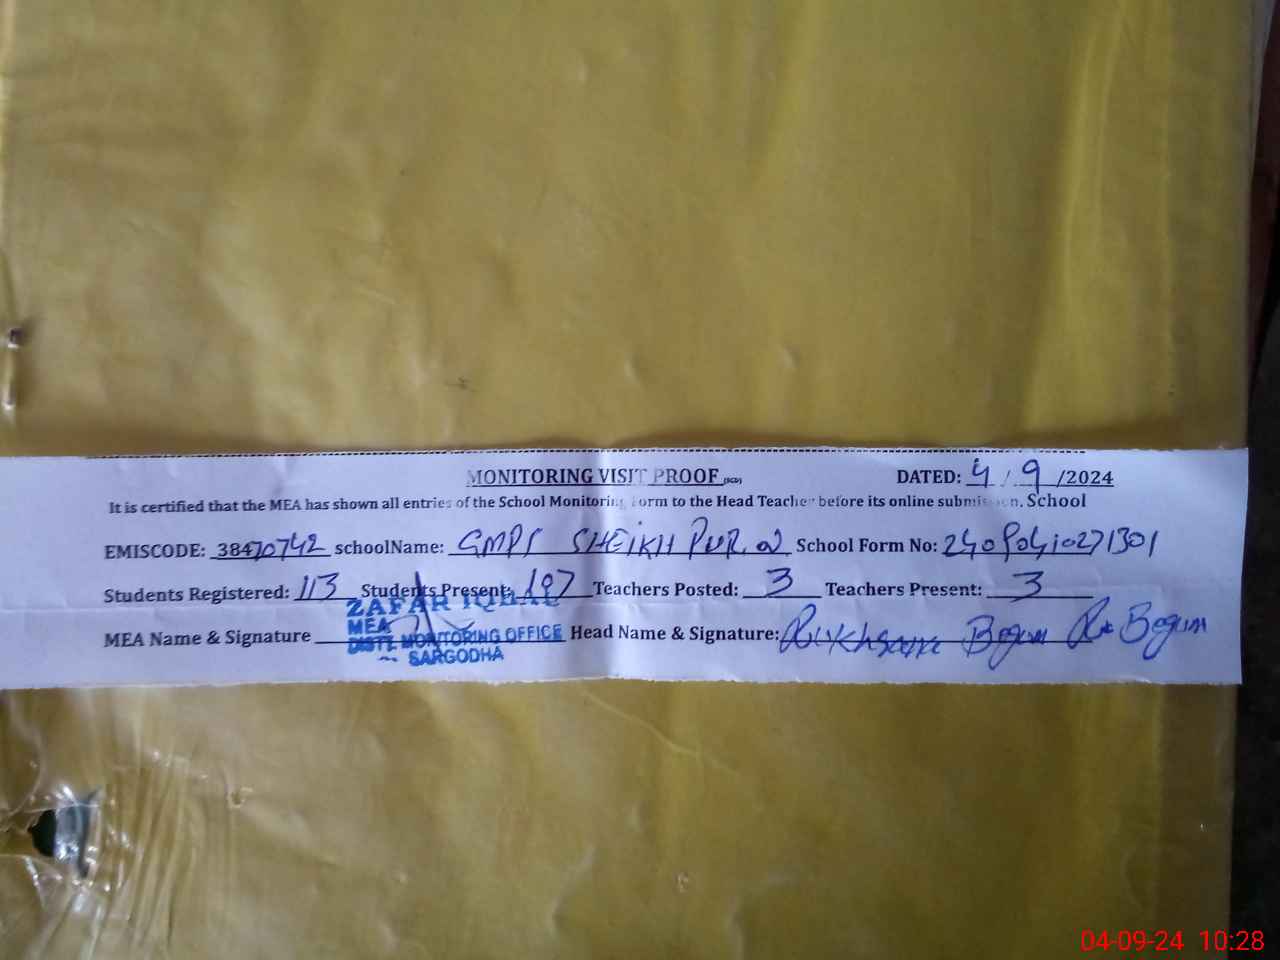 MONITORING VISIT PROOF (SCD) DATED: 4 / 9 /2024
It is certified that the MEA has shown all entries of the School Monitoring Form to the Head Teacher before its online submission. School
EMISCODE: 38470742 schoolName: GMPS SHEIKH PUR School Form No:
Students Registered: 113 Students Present: 107 Teachers Posted: 3 Teachers Present: 3
ZAFAR IQBAL
MEA
DISTT. MONITORING OFFICE
SARGODHA
MEA Name & Signature Head Name & Signature: Rukhsana Begum R Begum
04-09-24 10:28